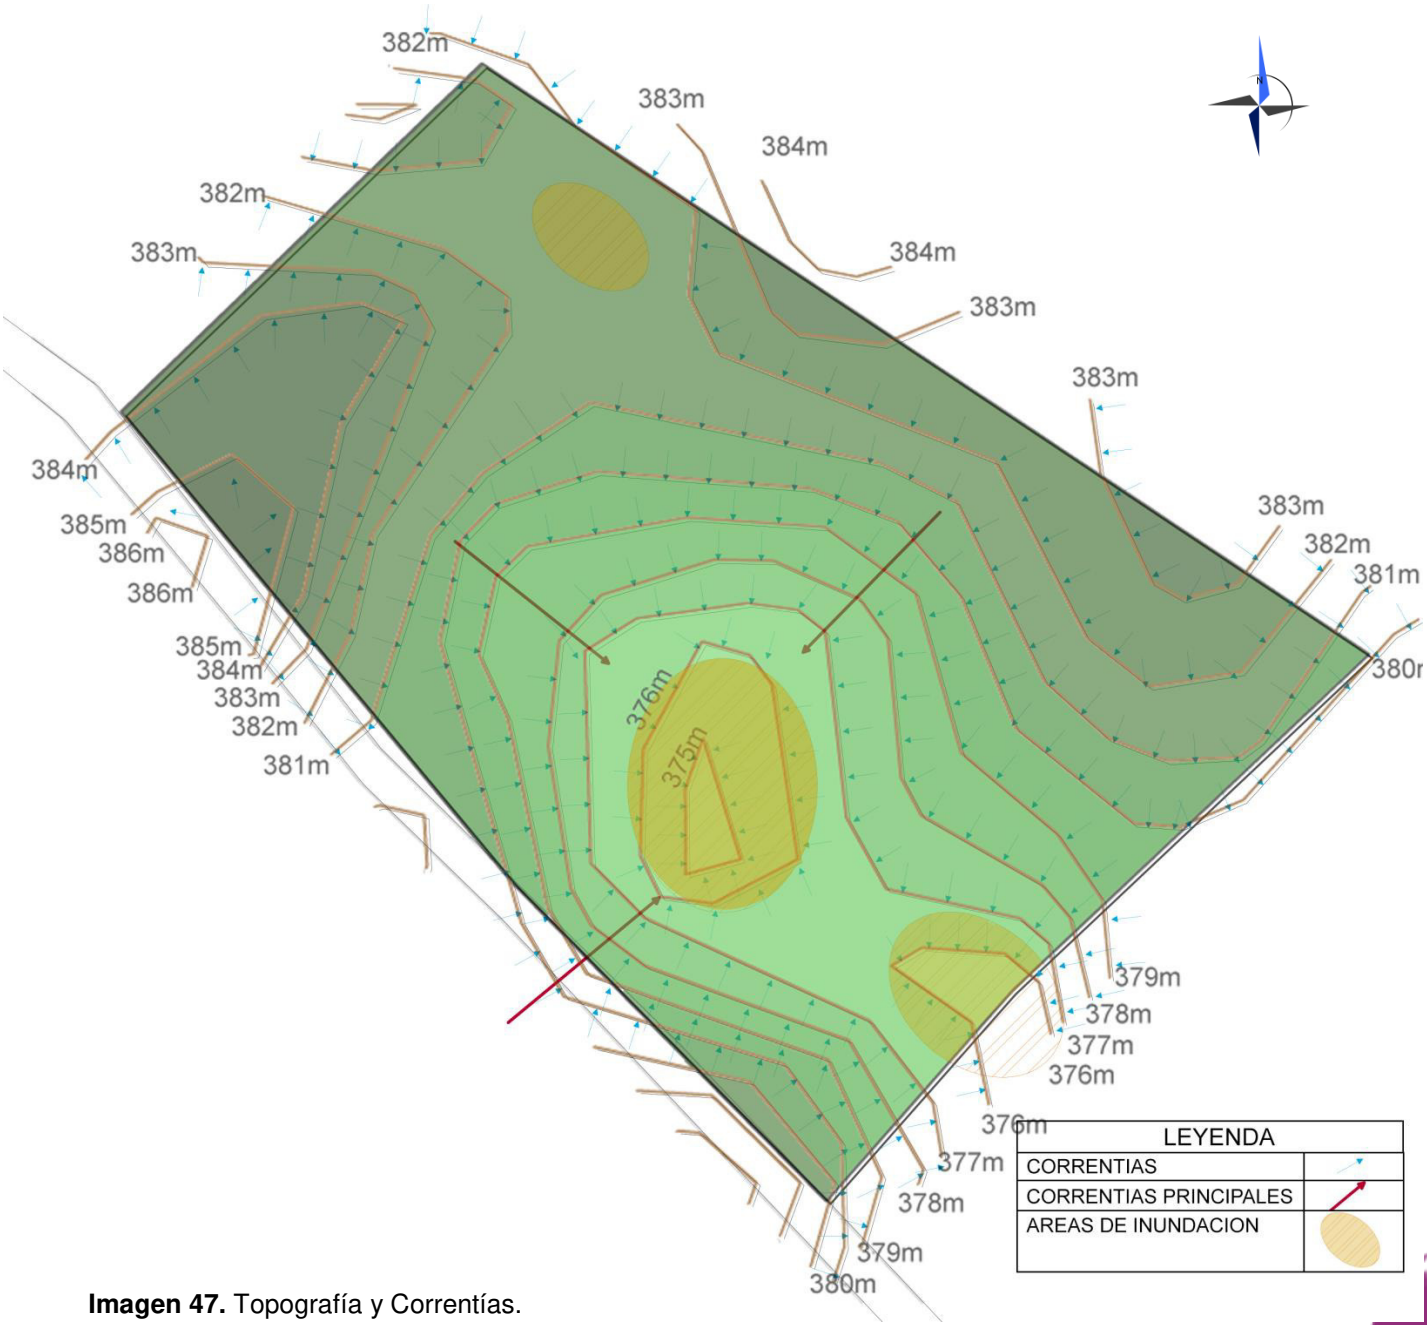 382m
N
383m
384m
382m
383m
384m
383m
383m
384m
385m
386m
386m
383m
382m
381m
385m
384m
383m
382m
381m
380m
376m
375m
379m
378m
377m
376m
376m
377m
378m
379m
380m
LEYENDA
CORRENTIAS
CORRENTIAS PRINCIPALES
AREAS DE INUNDACION
Imagen 47. Topografía y Correntías.